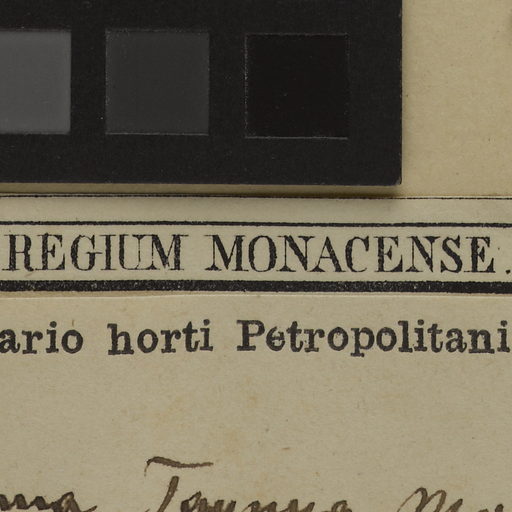 REGIUM MONACENSE.
ario horti Petropolitani